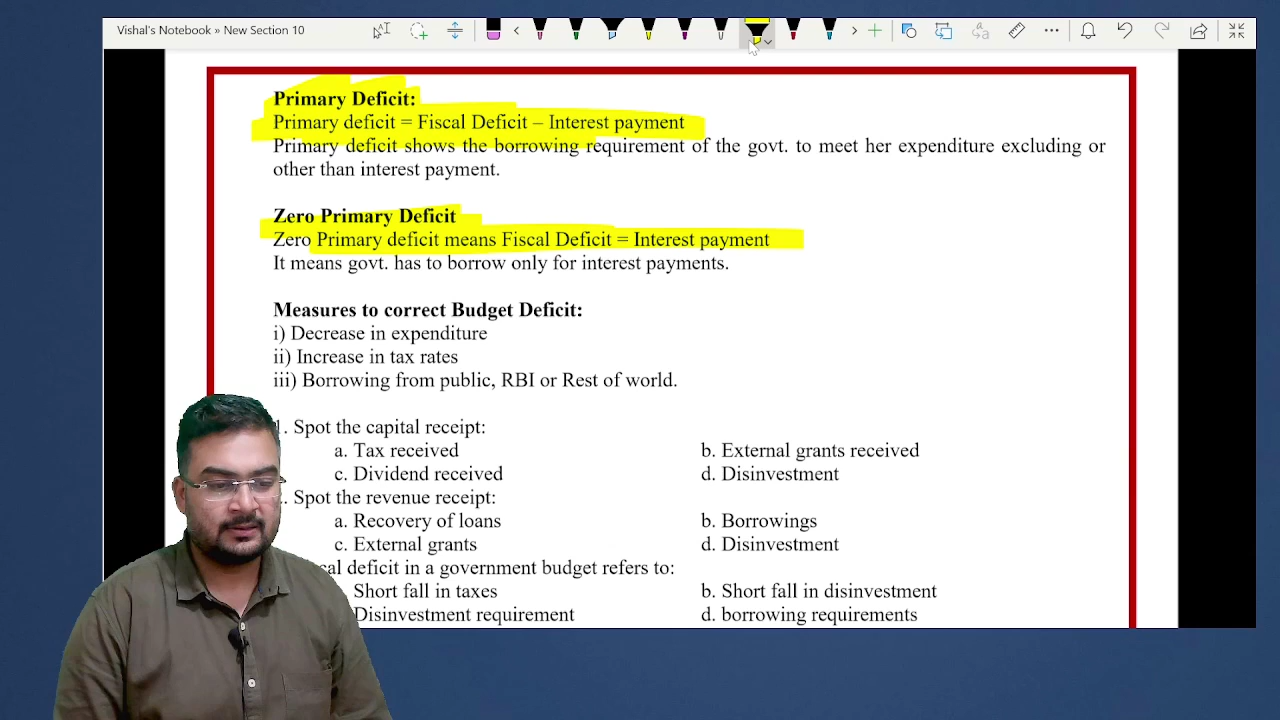 Vishal's Notebook » New Section 10
Primary Deficit:
Primary deficit = Fiscal Deficit – Interest payment
Primary deficit shows the borrowing requirement of the govt. to meet her expenditure excluding or
other than interest payment.
Zero Primary Deficit
Zero Primary deficit means Fiscal Deficit = Interest payment
It means govt. has to borrow only for interest payments.
Measures to correct Budget Deficit:
i) Decrease in expenditure
ii) Increase in tax rates
iii) Borrowing from public, RBI or Rest of world.
1. Spot the capital receipt:
a. Tax received b. External grants received
c. Dividend received d. Disinvestment
. Spot the revenue receipt:
a. Recovery of loans b. Borrowings
c. External grants d. Disinvestment
deficit in a government budget refers to:
Short fall in taxes b. Short fall in disinvestment
Disinvestment requirement d. borrowing requirements